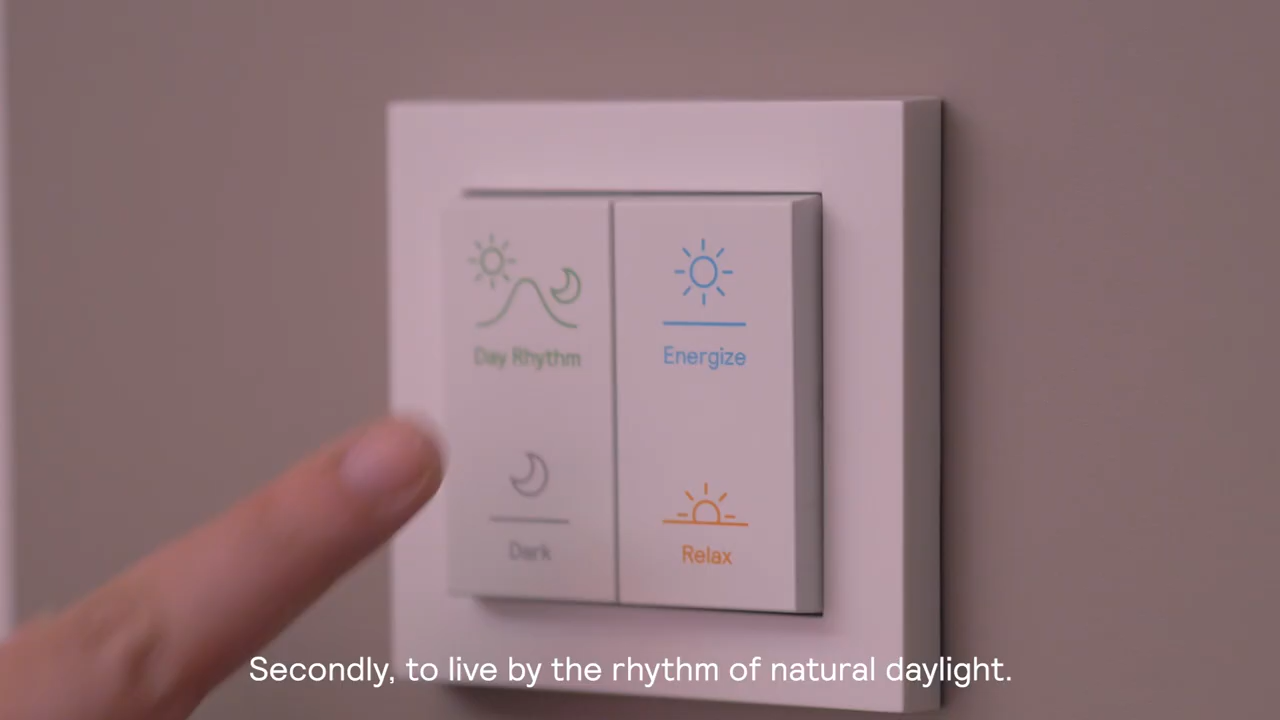 Day Rhythm
Energize
Dark
Relax
Secondly, to live by the rhythm of natural daylight.